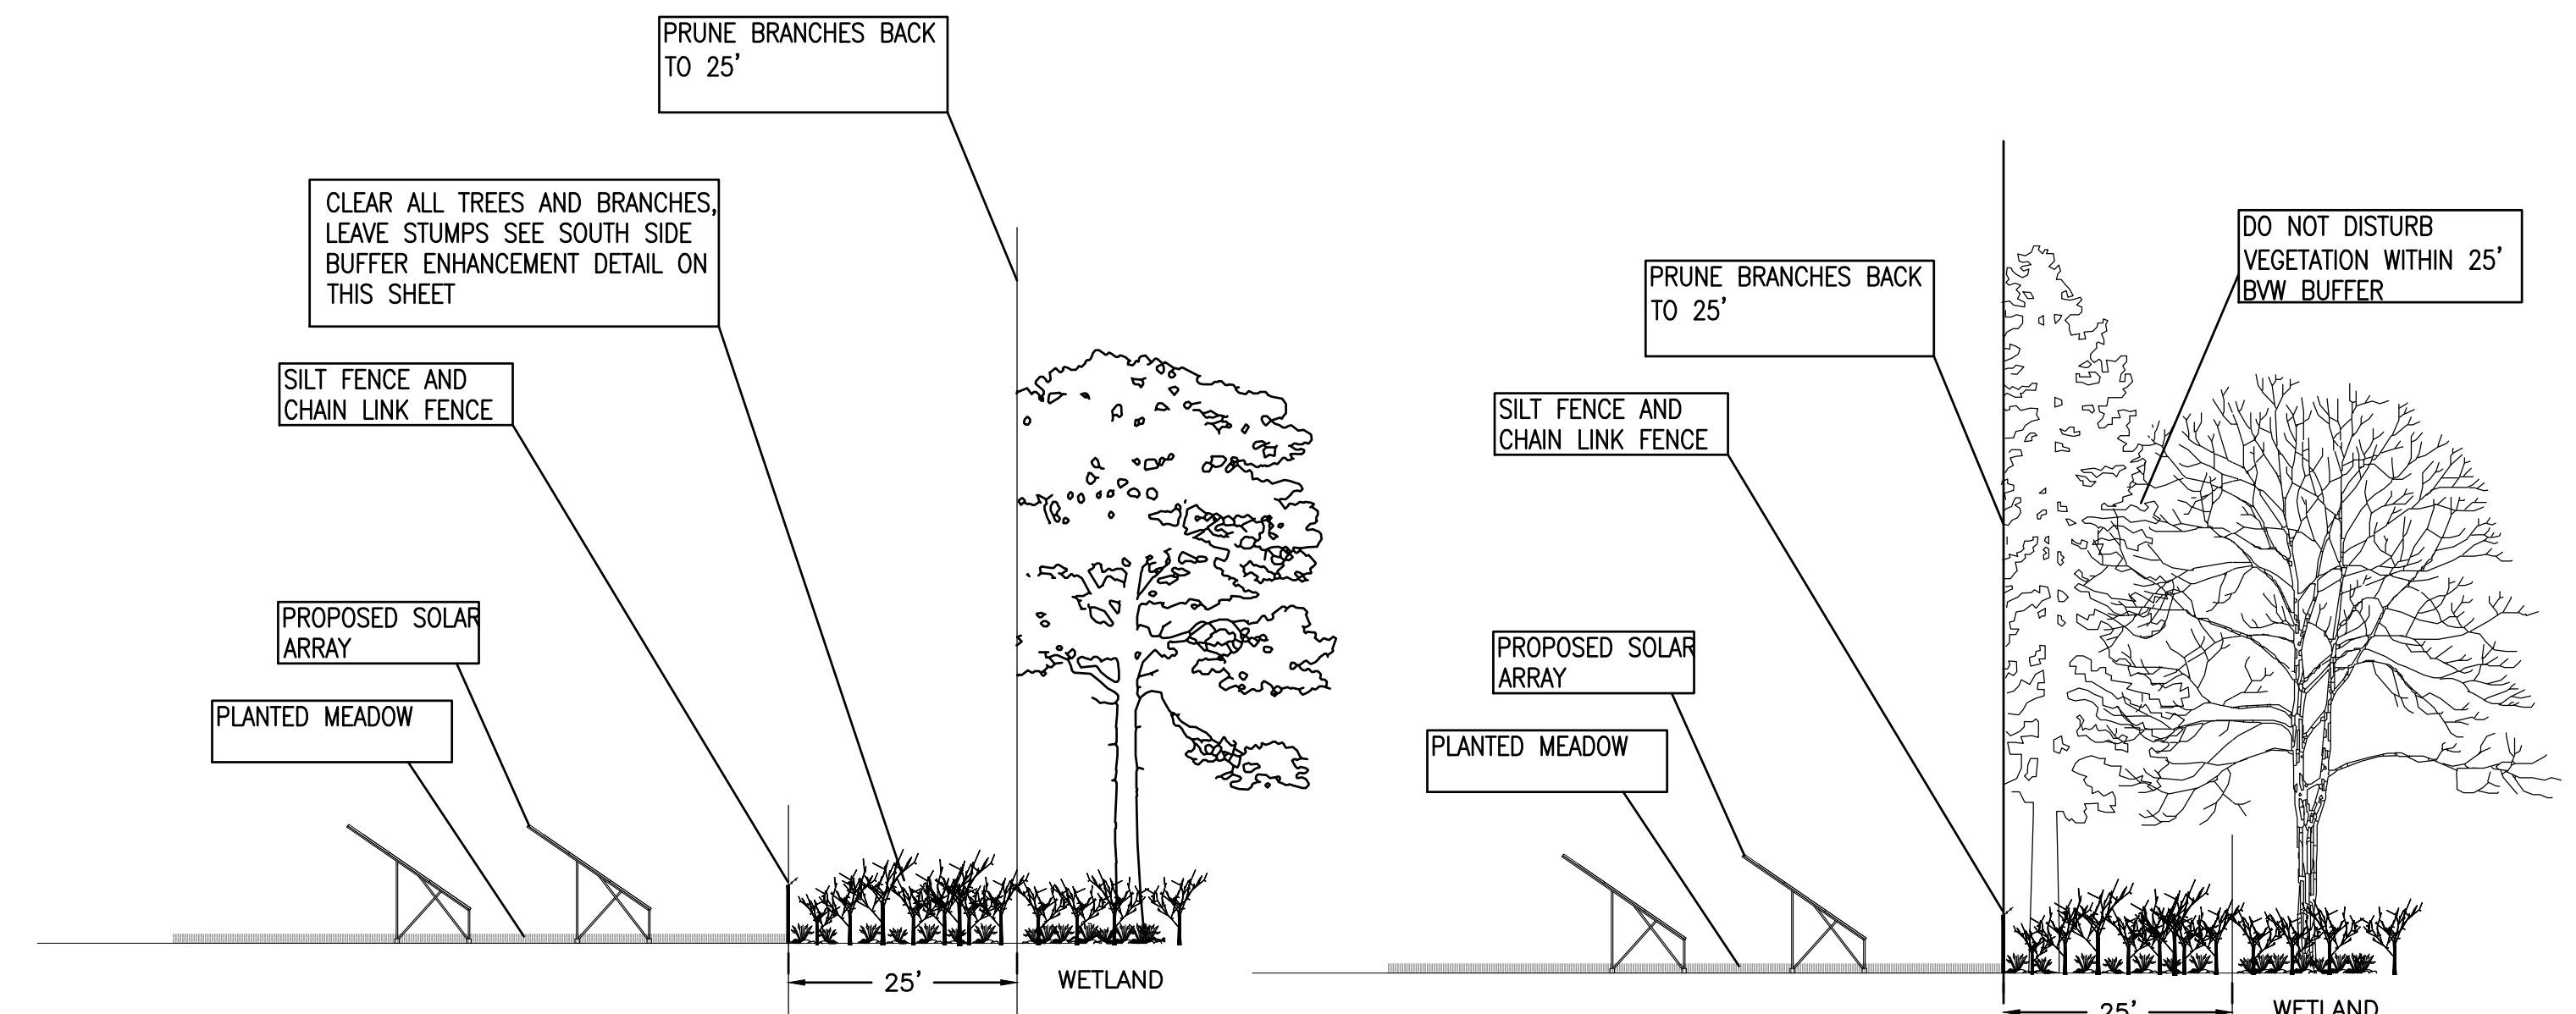 PRUNE BRANCHES BACK
TO 25'
CLEAR ALL TREES AND BRANCHES,
LEAVE STUMPS SEE SOUTH SIDE
BUFFER ENHANCEMENT DETAIL ON
THIS SHEET
SILT FENCE AND
CHAIN LINK FENCE
PROPOSED SOLAR
ARRAY
PLANTED MEADOW
25'
WETLAND
DO NOT DISTURB
VEGETATION WITHIN 25'
BVW BUFFER
PRUNE BRANCHES BACK
TO 25'
SILT FENCE AND
CHAIN LINK FENCE
PROPOSED SOLAR
ARRAY
PLANTED MEADOW
25'
WETLAND